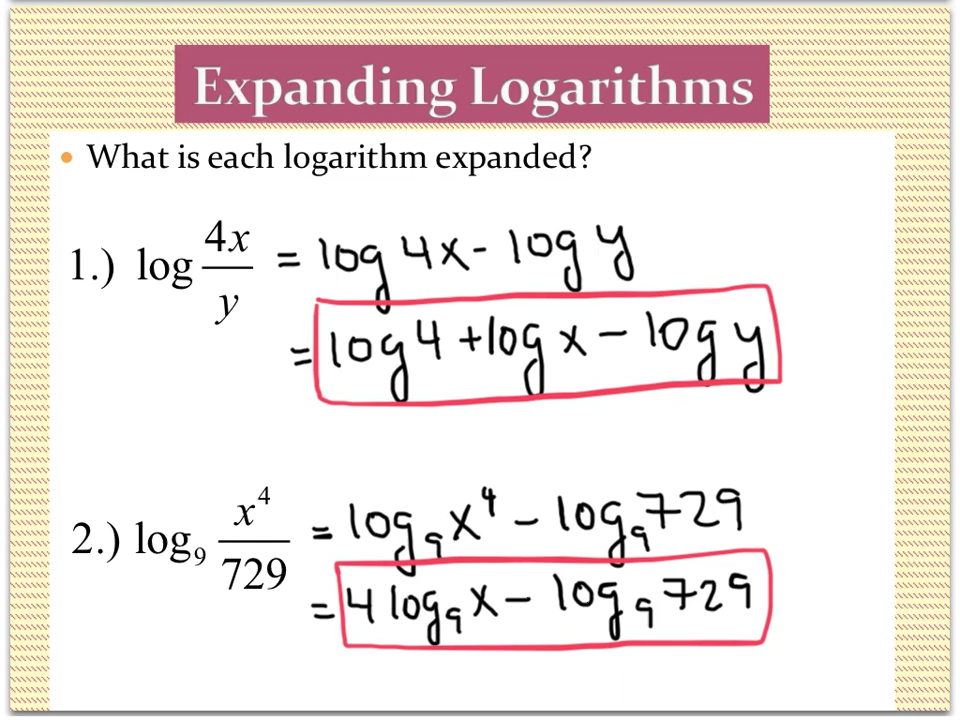 Expanding Logarithms
• What is each logarithm expanded?
1.) log 4x/y = log 4x - log y
= log 4 + log x - log y
2.) log₉ x⁴/729 = log₉ x⁴ - log₉ 729
= 4 log₉ x - log₉ 729